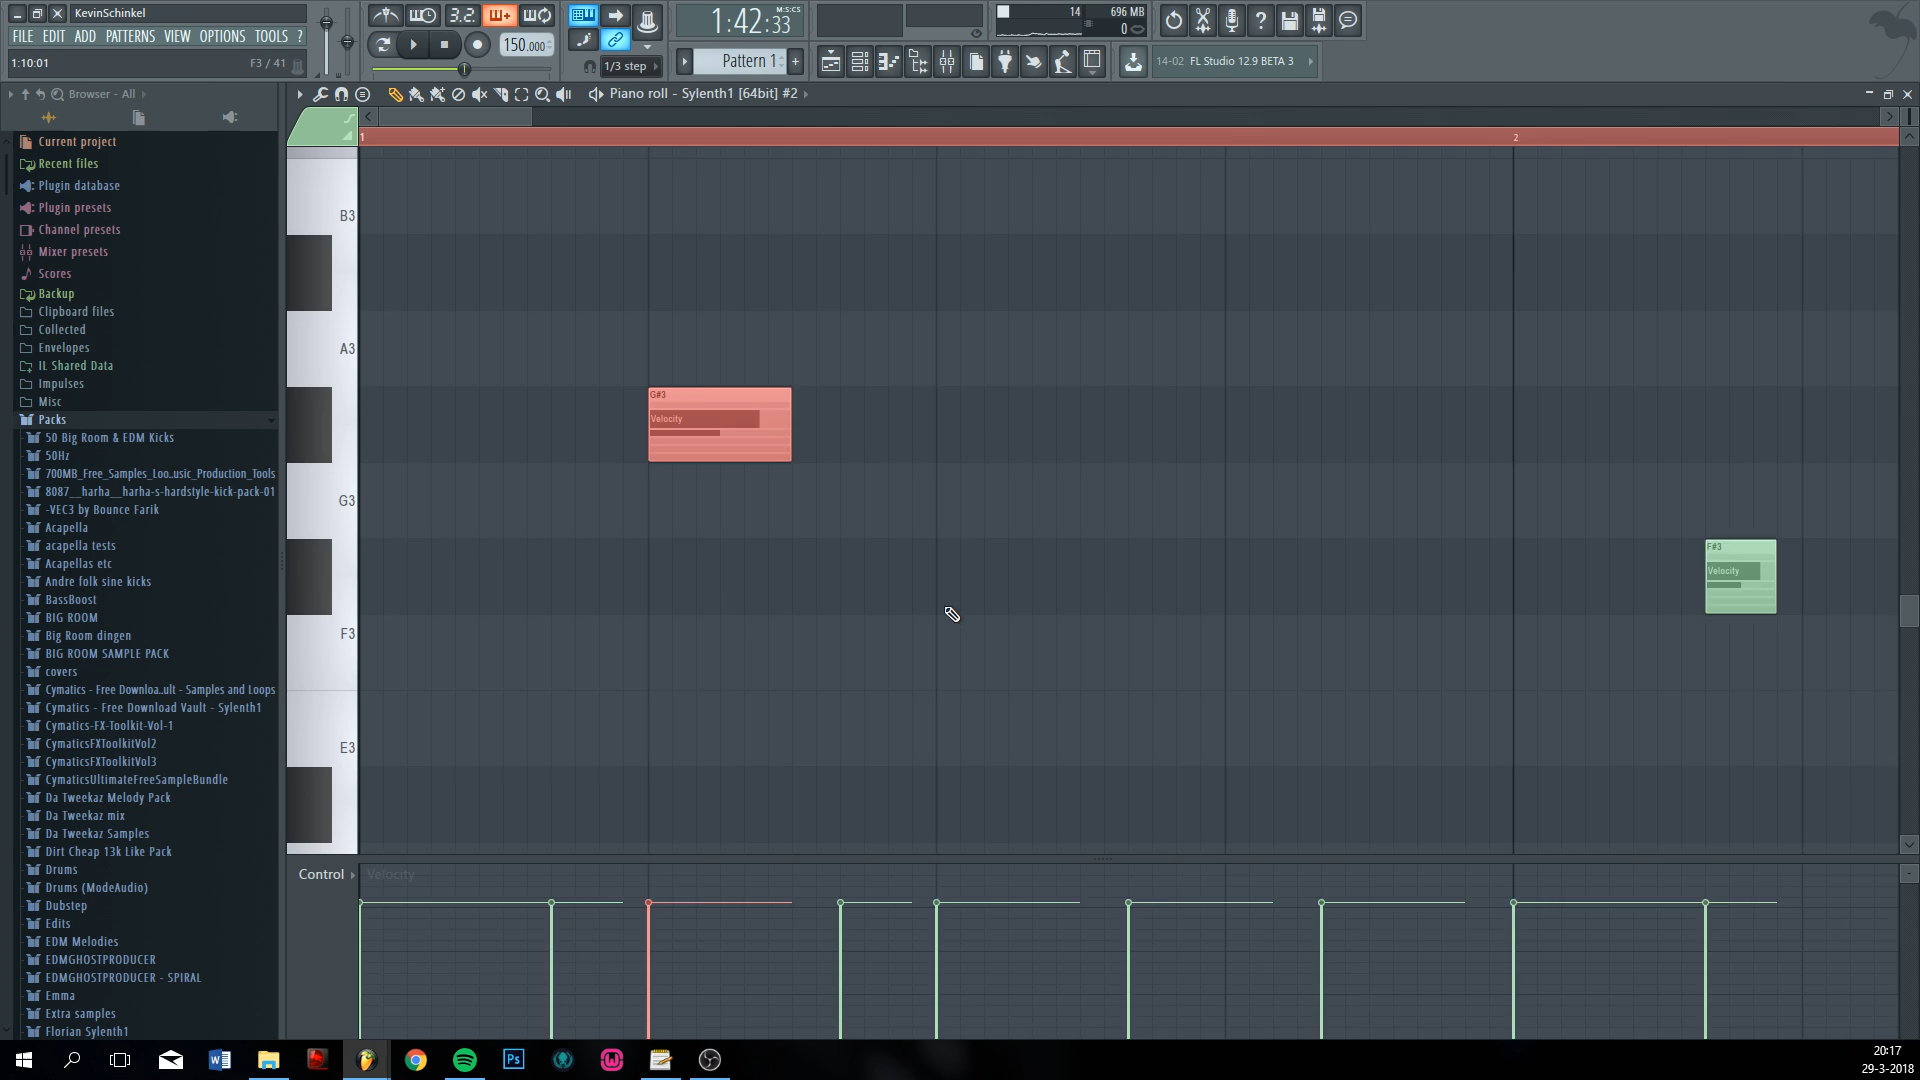 KevinSchinkel
FILE EDIT ADD PATTERNS VIEW OPTIONS TOOLS ?
1:10:01
F3 / 41
3.2.
150.000
1/3 step
M:S:CS
1:42:33
Pattern 1
+
14
696 MB
0
14-02 FL Studio 12.9 BETA 3
Browser - All
Piano roll - Sylenth1 [64bit] #2
Current project
Recent files
Plugin database
Plugin presets
Channel presets
Mixer presets
Scores
Backup
Clipboard files
Collected
Envelopes
IL Shared Data
Impulses
Misc
Packs
50 Big Room & EDM Kicks
50Hz
700MB_Free_Samples_Loo..usic_Production_Tools
8087__harha__harha-s-hardstyle-kick-pack-01
-VEC3 by Bounce Farik
Acapella
acapella tests
Acapellas etc
Andre folk sine kicks
BassBoost
BIG ROOM
Big Room dingen
BIG ROOM SAMPLE PACK
covers
Cymatics - Free Downloa..ult - Samples and Loops
Cymatics - Free Download Vault - Sylenth1
Cymatics-FX-Toolkit-Vol-1
CymaticsFXToolkitVol2
CymaticsFXToolkitVol3
CymaticsUltimateFreeSampleBundle
Da Tweekaz Melody Pack
Da Tweekaz mix
Da Tweekaz Samples
Dirt Cheap 13k Like Pack
Drums
Drums (ModeAudio)
Dubstep
Edits
EDM Melodies
EDMGHOSTPRODUCER
EDMGHOSTPRODUCER - SPIRAL
Emma
Extra samples
Florian Sylenth1
1
2
B3
A3
G3
F3
E3
G#3
Velocity
F#3
Velocity
Control
Velocity
Ps
20:17
29-3-2018